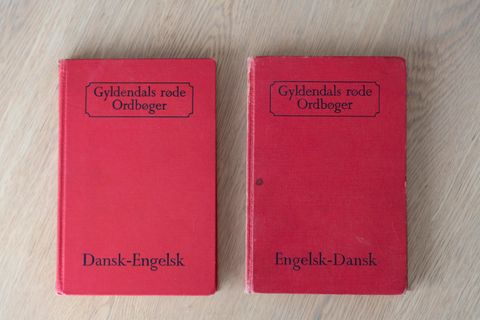 Gyldendals røde
Ordbøger
Dansk-Engelsk
Gyldendals røde
Ordbøger
Engelsk-Dansk